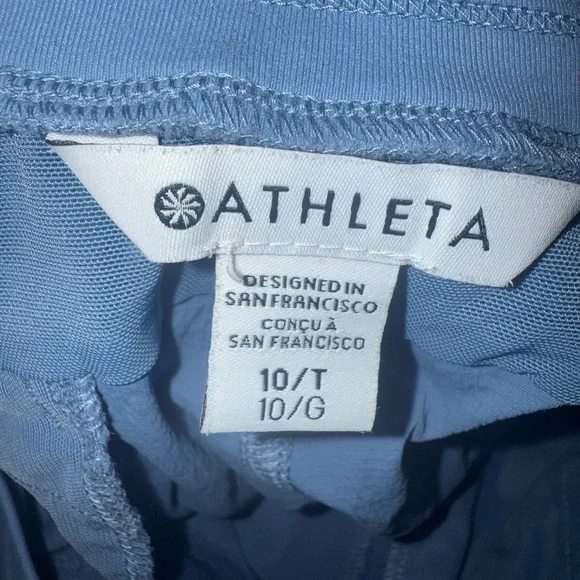 ATHLETA
DESIGNED IN
SAN FRANCISCO
CONÇU À
SAN FRANCISCO
10/T
10/G